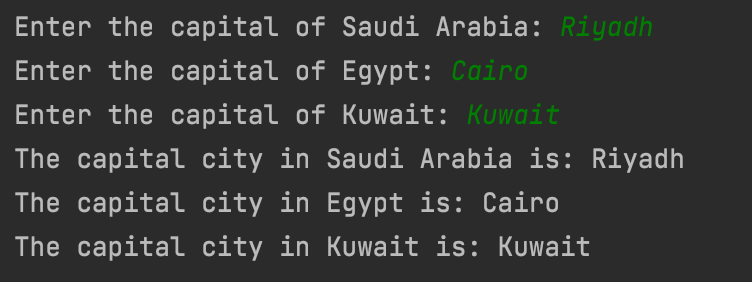 Enter the capital of Saudi Arabia: Riyadh
Enter the capital of Egypt: Cairo
Enter the capital of Kuwait: Kuwait
The capital city in Saudi Arabia is: Riyadh
The capital city in Egypt is: Cairo
The capital city in Kuwait is: Kuwait